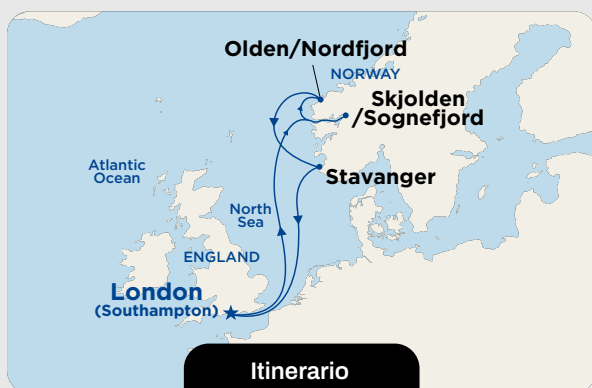 Olden/Nordfjord
NORWAY
Skjolden
/Sognefjord
Stavanger
Atlantic
Ocean
North
Sea
ENGLAND
London
(Southampton)
Itinerario